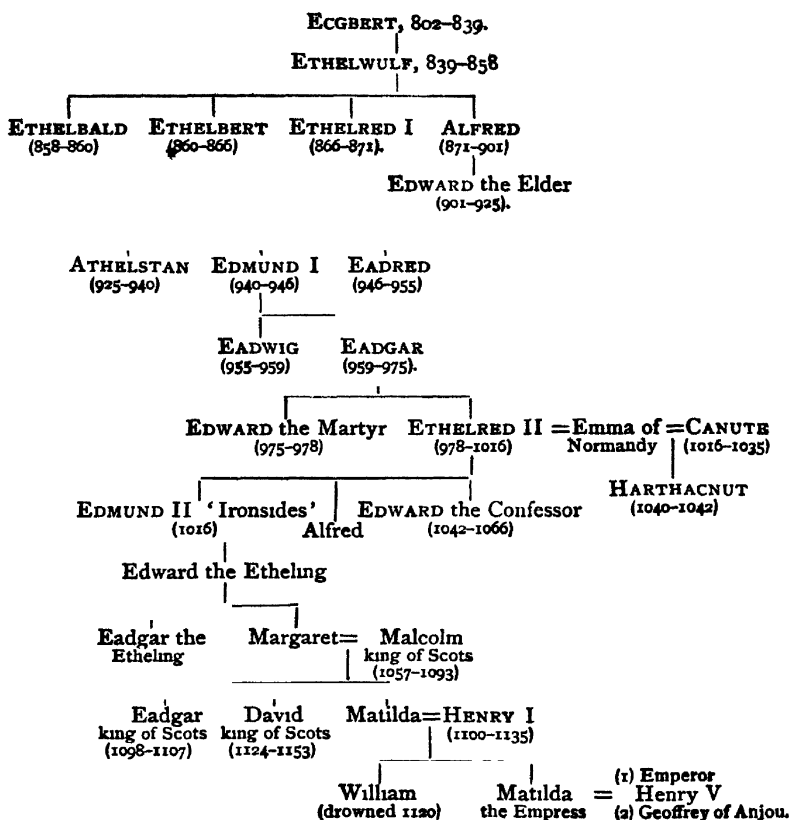 ECGBERT, 802–839.
ETHELWULF, 839–858
ETHELBALD ETHELBERT ETHELRED I ALFRED
(858–860) (860–866) (866–871). (871–901)
EDWARD the Elder
(901–925).
ATHELSTAN EDMUND I EADRED
(925–940) (940–946) (946–955)
EADWIG EADGAR
(955–959) (959–975).
EDWARD the Martyr ETHELRED II =Emma of =CANUTE
(975–978) (978–1016) Normandy (1016–1035)
HARTHACNUT
(1040–1042)
EDMUND II 'Ironsides' Alfred EDWARD the Confessor
(1016) (1042–1066)
Edward the Etheling
Eadgar the Margaret= Malcolm
Etheling king of Scots
(1057–1093)
Eadgar David Matilda=HENRY I
king of Scots king of Scots (1100–1135)
(1098–1107) (1124–1153)
(1) Emperor
William Matilda = Henry V
(drowned 1120) the Empress (2) Geoffrey of Anjou.